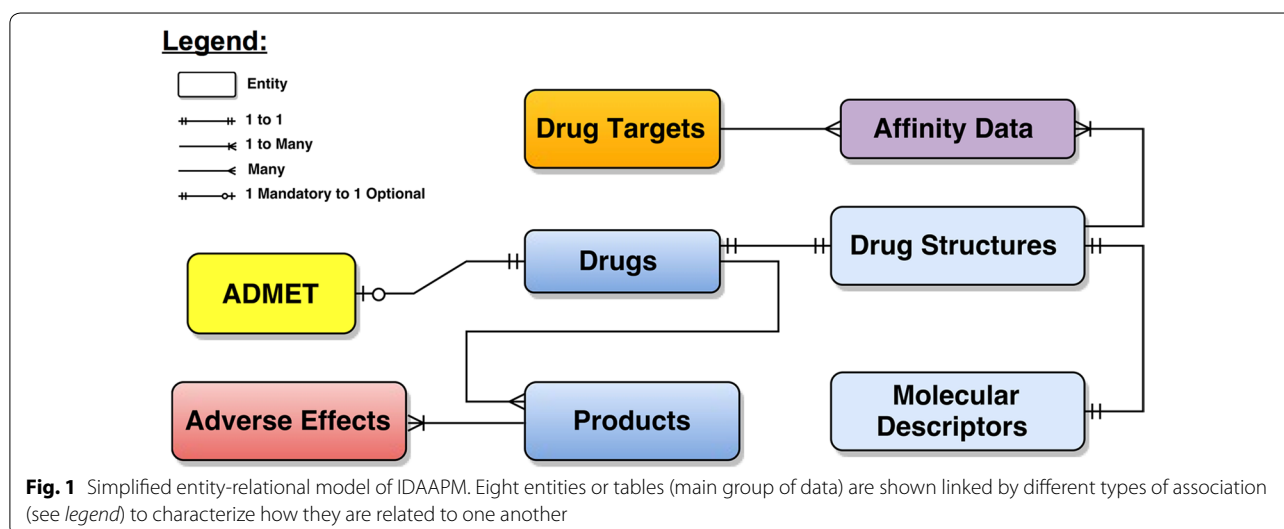 Legend:
Entity
1 to 1
1 to Many
Many
1 Mandatory to 1 Optional
Drug Targets
Affinity Data
Drugs
Drug Structures
ADMET
Adverse Effects
Products
Molecular
Descriptors
Fig. 1 Simplified entity-relational model of IDAAPM. Eight entities or tables (main group of data) are shown linked by different types of association
(see legend) to characterize how they are related to one another